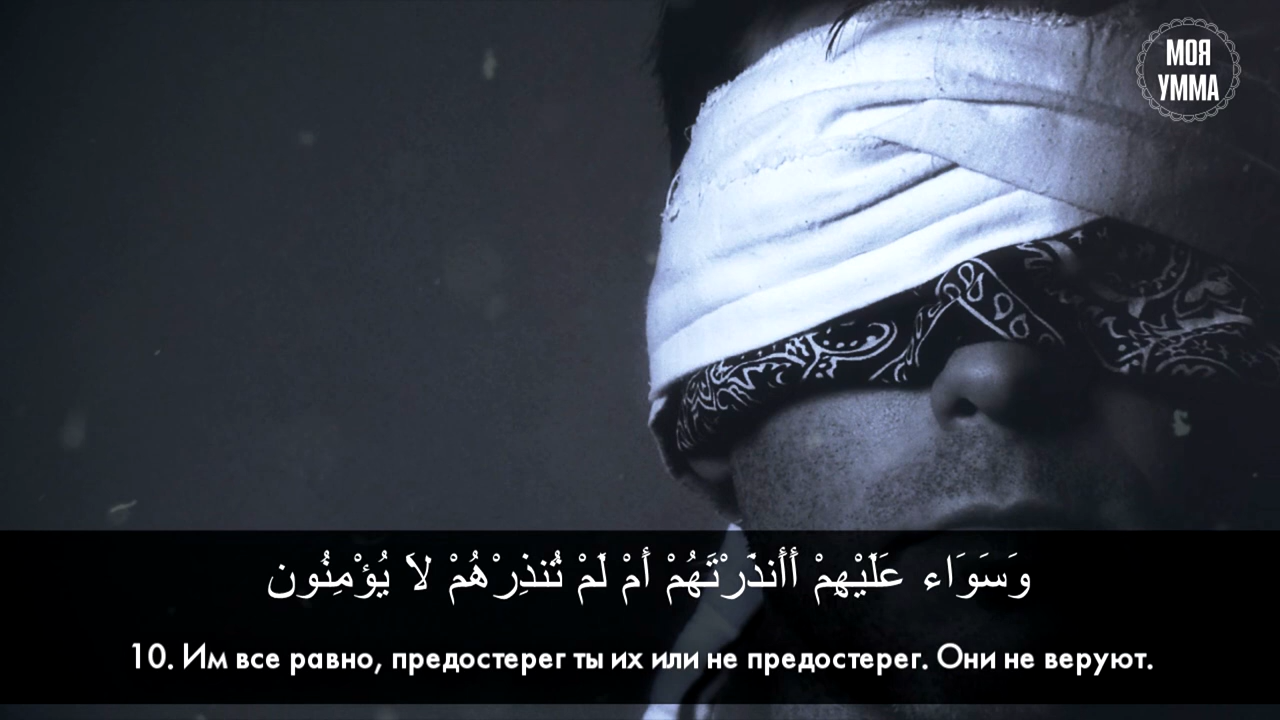 МОЯ
УММА
وَسَوَاء عَلَيْهِمْ أَأَنذَرْتَهُمْ أَمْ لَمْ تُنذِرْهُمْ لاَ يُؤْمِنُون
10. Им все равно, предостерег ты их или не предостерег. Они не веруют.